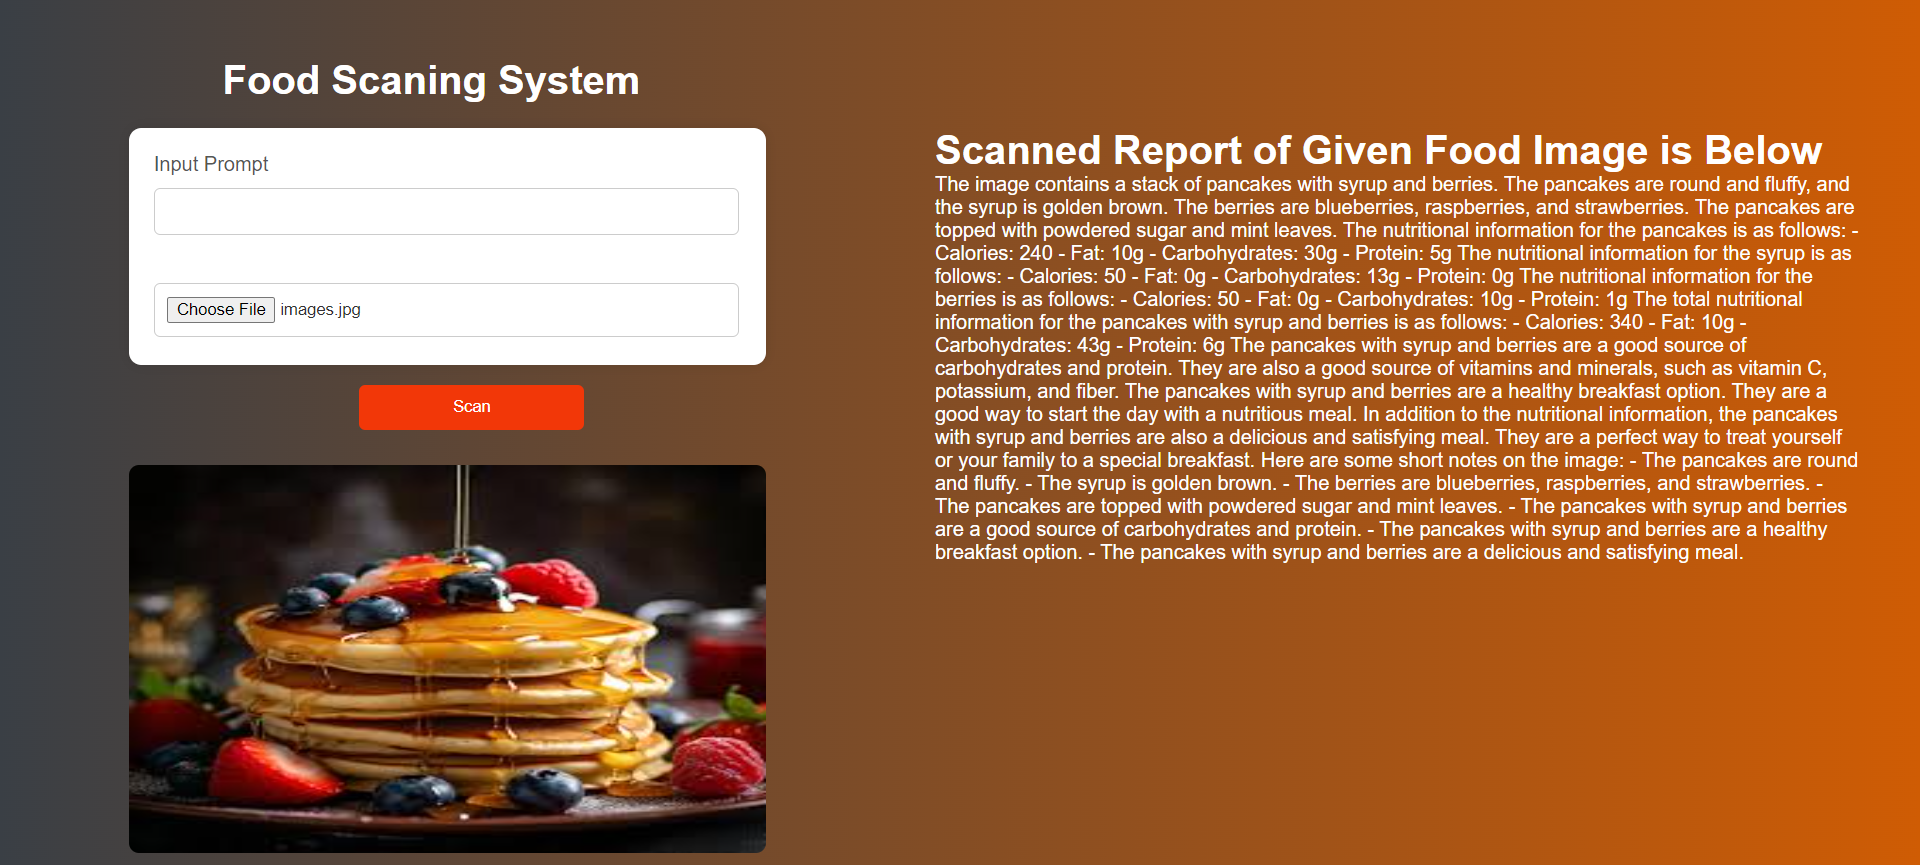 Food Scaning System
Input Prompt
Choose File images.jpg
Scan
Scanned Report of Given Food Image is Below
The image contains a stack of pancakes with syrup and berries. The pancakes are round and fluffy, and
the syrup is golden brown. The berries are blueberries, raspberries, and strawberries. The pancakes are
topped with powdered sugar and mint leaves. The nutritional information for the pancakes is as follows: -
Calories: 240 - Fat: 10g - Carbohydrates: 30g - Protein: 5g The nutritional information for the syrup is as
follows: - Calories: 50 - Fat: 0g - Carbohydrates: 13g - Protein: 0g The nutritional information for the
berries is as follows: - Calories: 50 - Fat: 0g - Carbohydrates: 10g - Protein: 1g The total nutritional
information for the pancakes with syrup and berries is as follows: - Calories: 340 - Fat: 10g -
Carbohydrates: 43g - Protein: 6g The pancakes with syrup and berries are a good source of
carbohydrates and protein. They are also a good source of vitamins and minerals, such as vitamin C,
potassium, and fiber. The pancakes with syrup and berries are a healthy breakfast option. They are a
good way to start the day with a nutritious meal. In addition to the nutritional information, the pancakes
with syrup and berries are also a delicious and satisfying meal. They are a perfect way to treat yourself
or your family to a special breakfast. Here are some short notes on the image: - The pancakes are round
and fluffy. - The syrup is golden brown. - The berries are blueberries, raspberries, and strawberries. -
The pancakes are topped with powdered sugar and mint leaves. - The pancakes with syrup and berries
are a good source of carbohydrates and protein. - The pancakes with syrup and berries are a healthy
breakfast option. - The pancakes with syrup and berries are a delicious and satisfying meal.